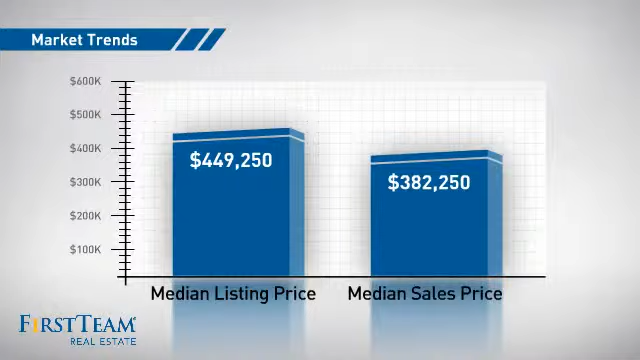 Market Trends
$600K
$500K
$400K
$300K
$200K
$100K
$449,250
$382,250
Median Listing Price
Median Sales Price
FIRSTTEAM®
REAL ESTATE